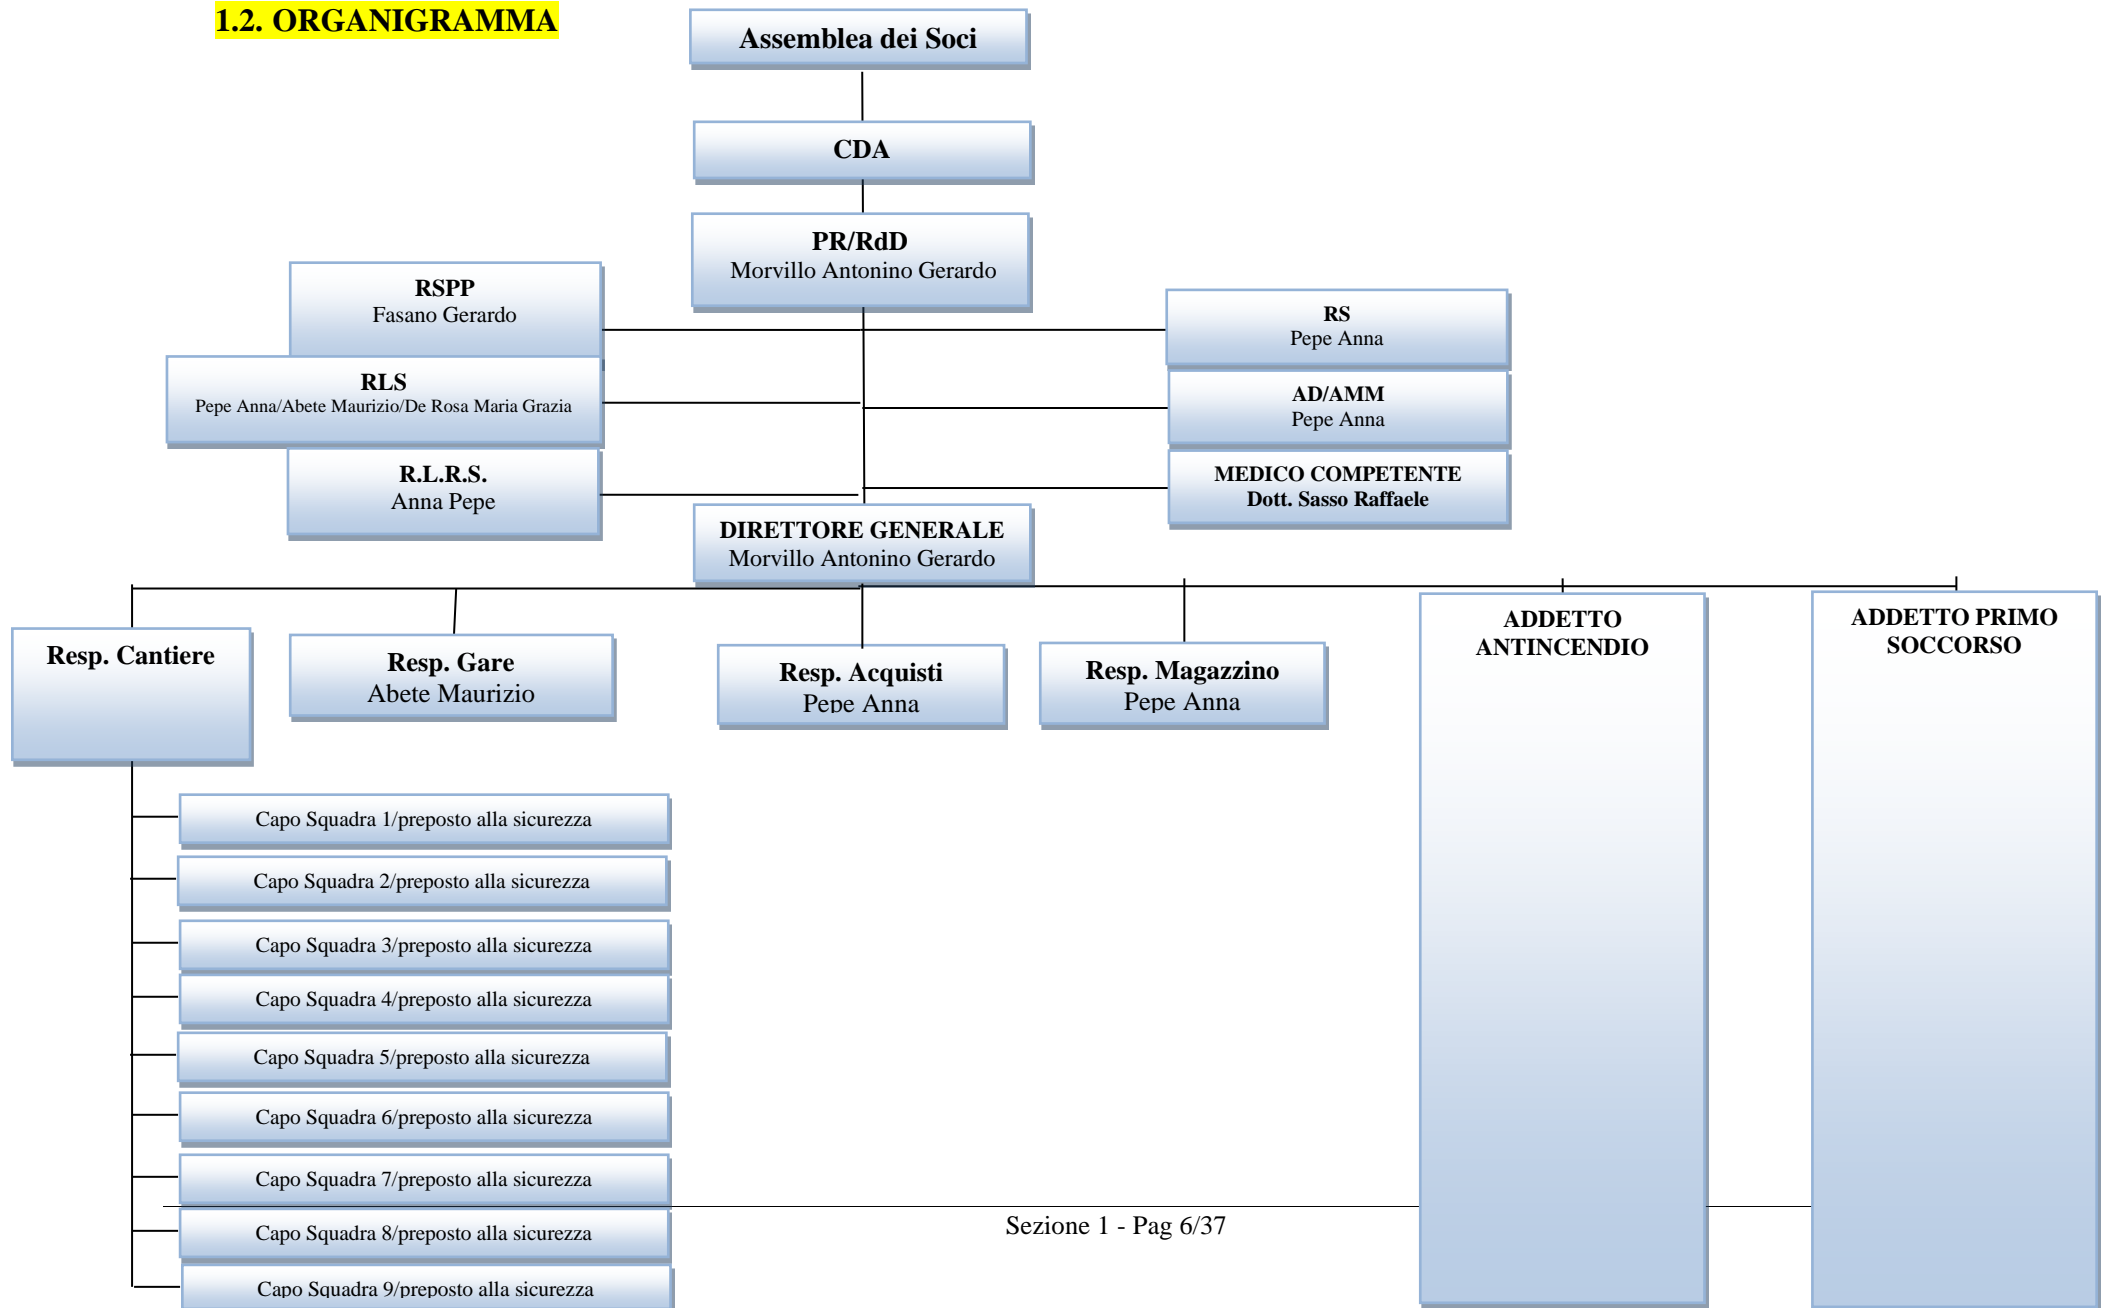 1.2. ORGANIGRAMMA
Assemblea dei Soci
CDA
PR/RdD
Morvillo Antonino Gerardo
RSPP
Fasano Gerardo
RS
Pepe Anna
RLS
Pepe Anna/Abete Maurizio/De Rosa Maria Grazia
AD/AMM
Pepe Anna
R.L.R.S.
Anna Pepe
MEDICO COMPETENTE
Dott. Sasso Raffaele
DIRETTORE GENERALE
Morvillo Antonino Gerardo
Resp. Cantiere
Resp. Gare
Abete Maurizio
Resp. Acquisti
Pepe Anna
Resp. Magazzino
Pepe Anna
ADDETTO
ANTINCENDIO
ADDETTO PRIMO
SOCCORSO
Capo Squadra 1/preposto alla sicurezza
Capo Squadra 2/preposto alla sicurezza
Capo Squadra 3/preposto alla sicurezza
Capo Squadra 4/preposto alla sicurezza
Capo Squadra 5/preposto alla sicurezza
Capo Squadra 6/preposto alla sicurezza
Capo Squadra 7/preposto alla sicurezza
Capo Squadra 8/preposto alla sicurezza
Capo Squadra 9/preposto alla sicurezza
Sezione 1 - Pag 6/37